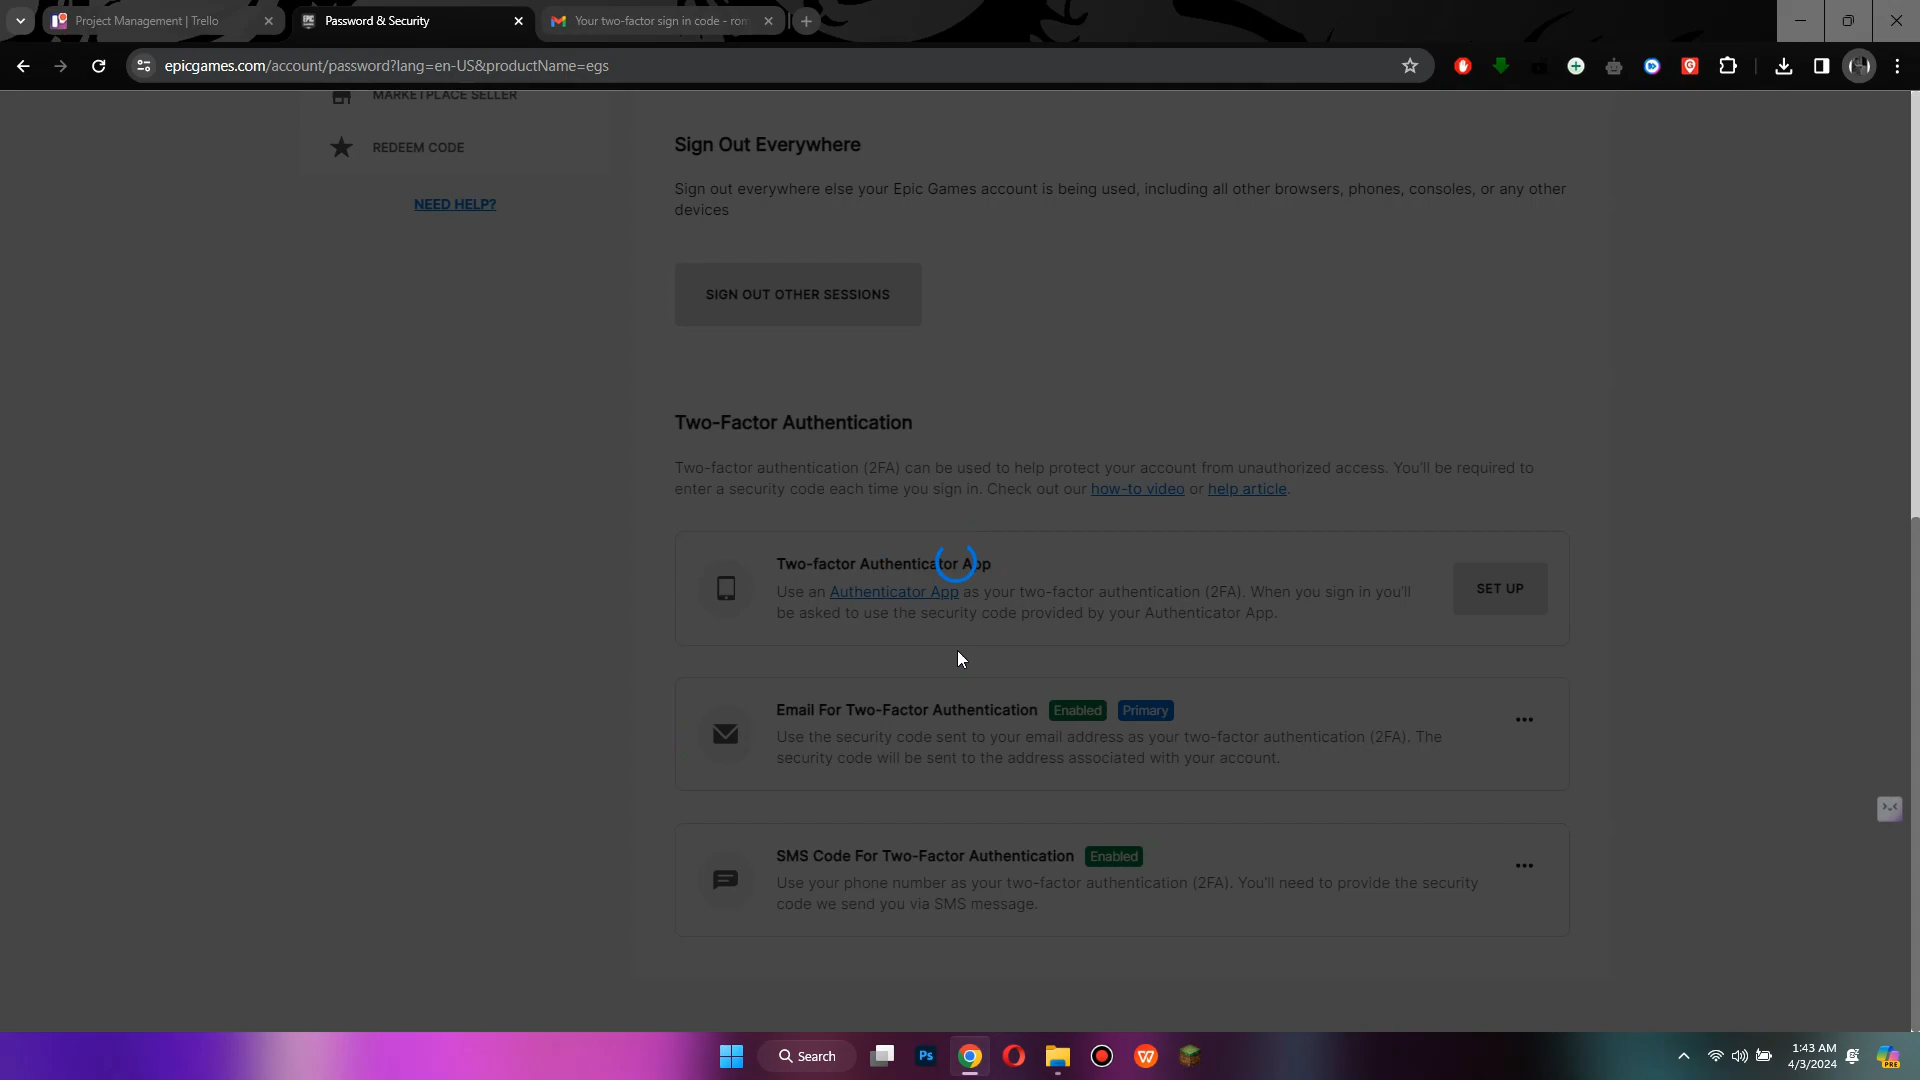 Project Management | Trello
Password & Security
Your two-factor sign in code - rom
epicgames.com/account/password?lang=en-US&productName=egs
MARKETPLACE SELLER
REDEEM CODE
NEED HELP?
Sign Out Everywhere
Sign out everywhere else your Epic Games account is being used, including all other browsers, phones, consoles, or any other
devices
SIGN OUT OTHER SESSIONS
Two-Factor Authentication
Two-factor authentication (2FA) can be used to help protect your account from unauthorized access. You'll be required to
enter a security code each time you sign in. Check out our how-to video or help article.
Two-factor Authenticator App
Use an Authenticator App as your two-factor authentication (2FA). When you sign in you'll
be asked to use the security code provided by your Authenticator App.
SET UP
Email For Two-Factor Authentication Enabled Primary
Use the security code sent to your email address as your two-factor authentication (2FA). The
security code will be sent to the address associated with your account.
SMS Code For Two-Factor Authentication Enabled
Use your phone number as your two-factor authentication (2FA). You'll need to provide the security
code we send you via SMS message.
Search
Ps
1:43 AM
4/3/2024
PRE